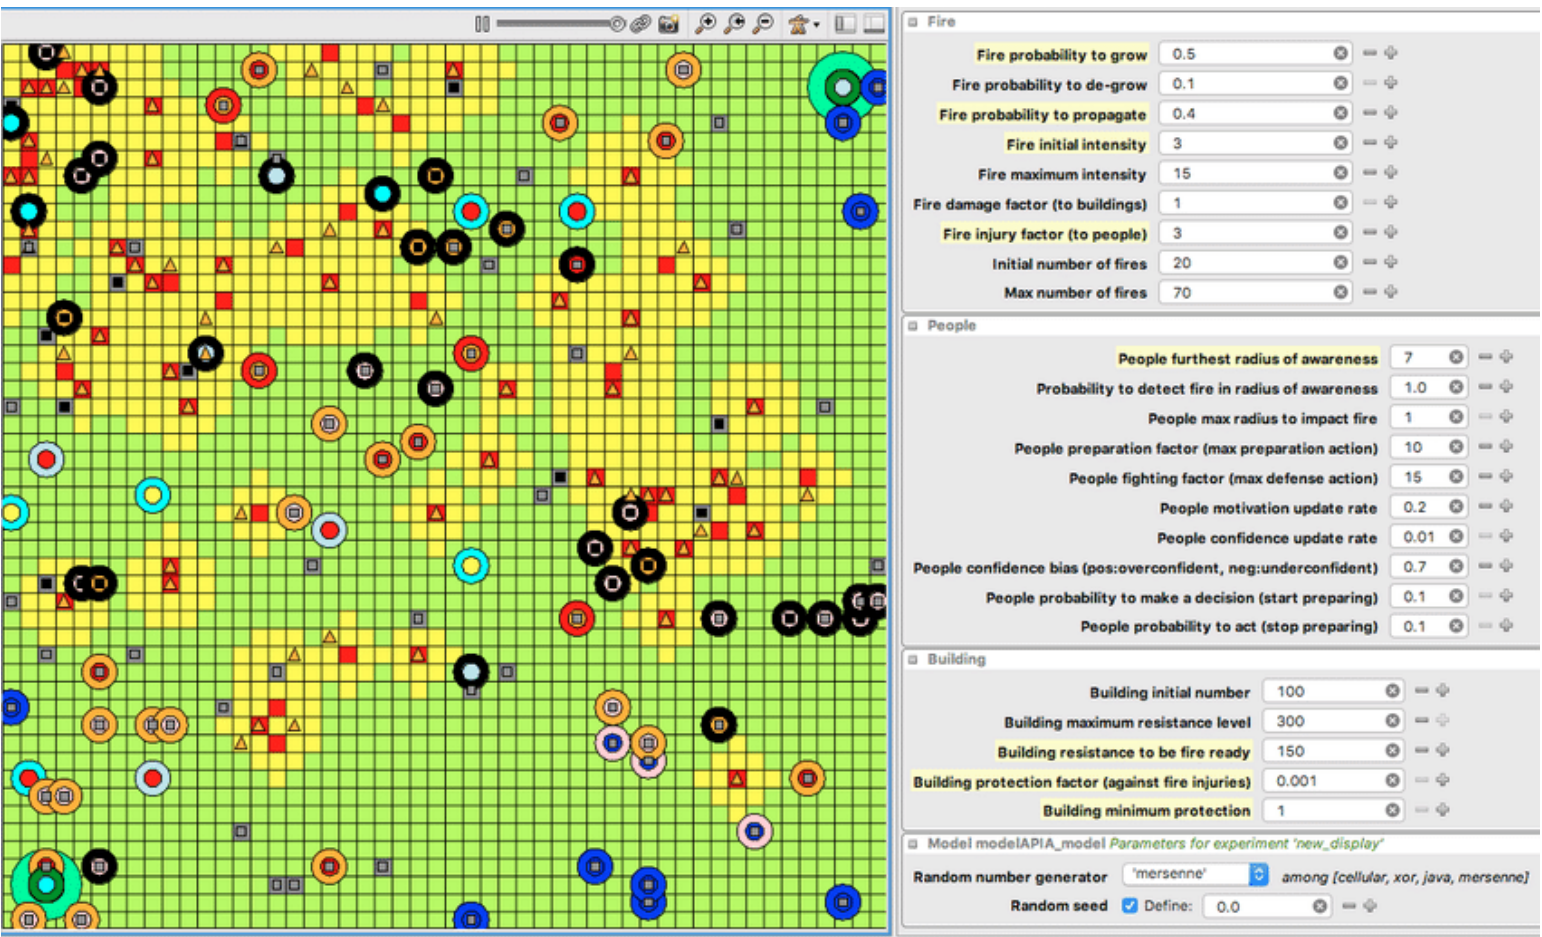 Fire
Fire probability to grow 0.5
Fire probability to de-grow 0.1
Fire probability to propagate 0.4
Fire initial intensity 3
Fire maximum intensity 15
Fire damage factor (to buildings) 1
Fire injury factor (to people) 3
Initial number of fires 20
Max number of fires 70
People
People furthest radius of awareness 7
Probability to detect fire in radius of awareness 1.0
People max radius to impact fire 1
People preparation factor (max preparation action) 10
People fighting factor (max defense action) 15
People motivation update rate 0.2
People confidence update rate 0.01
People confidence bias (pos:overconfident, neg:underconfident) 0.7
People probability to make a decision (start preparing) 0.1
People probability to act (stop preparing) 0.1
Building
Building initial number 100
Building maximum resistance level 300
Building resistance to be fire ready 150
Building protection factor (against fire injuries) 0.001
Building minimum protection 1
Model modelAPIA_model Parameters for experiment 'new_display'
Random number generator 'mersenne' among [cellular, xor, java, mersenne]
Random seed Define: 0.0